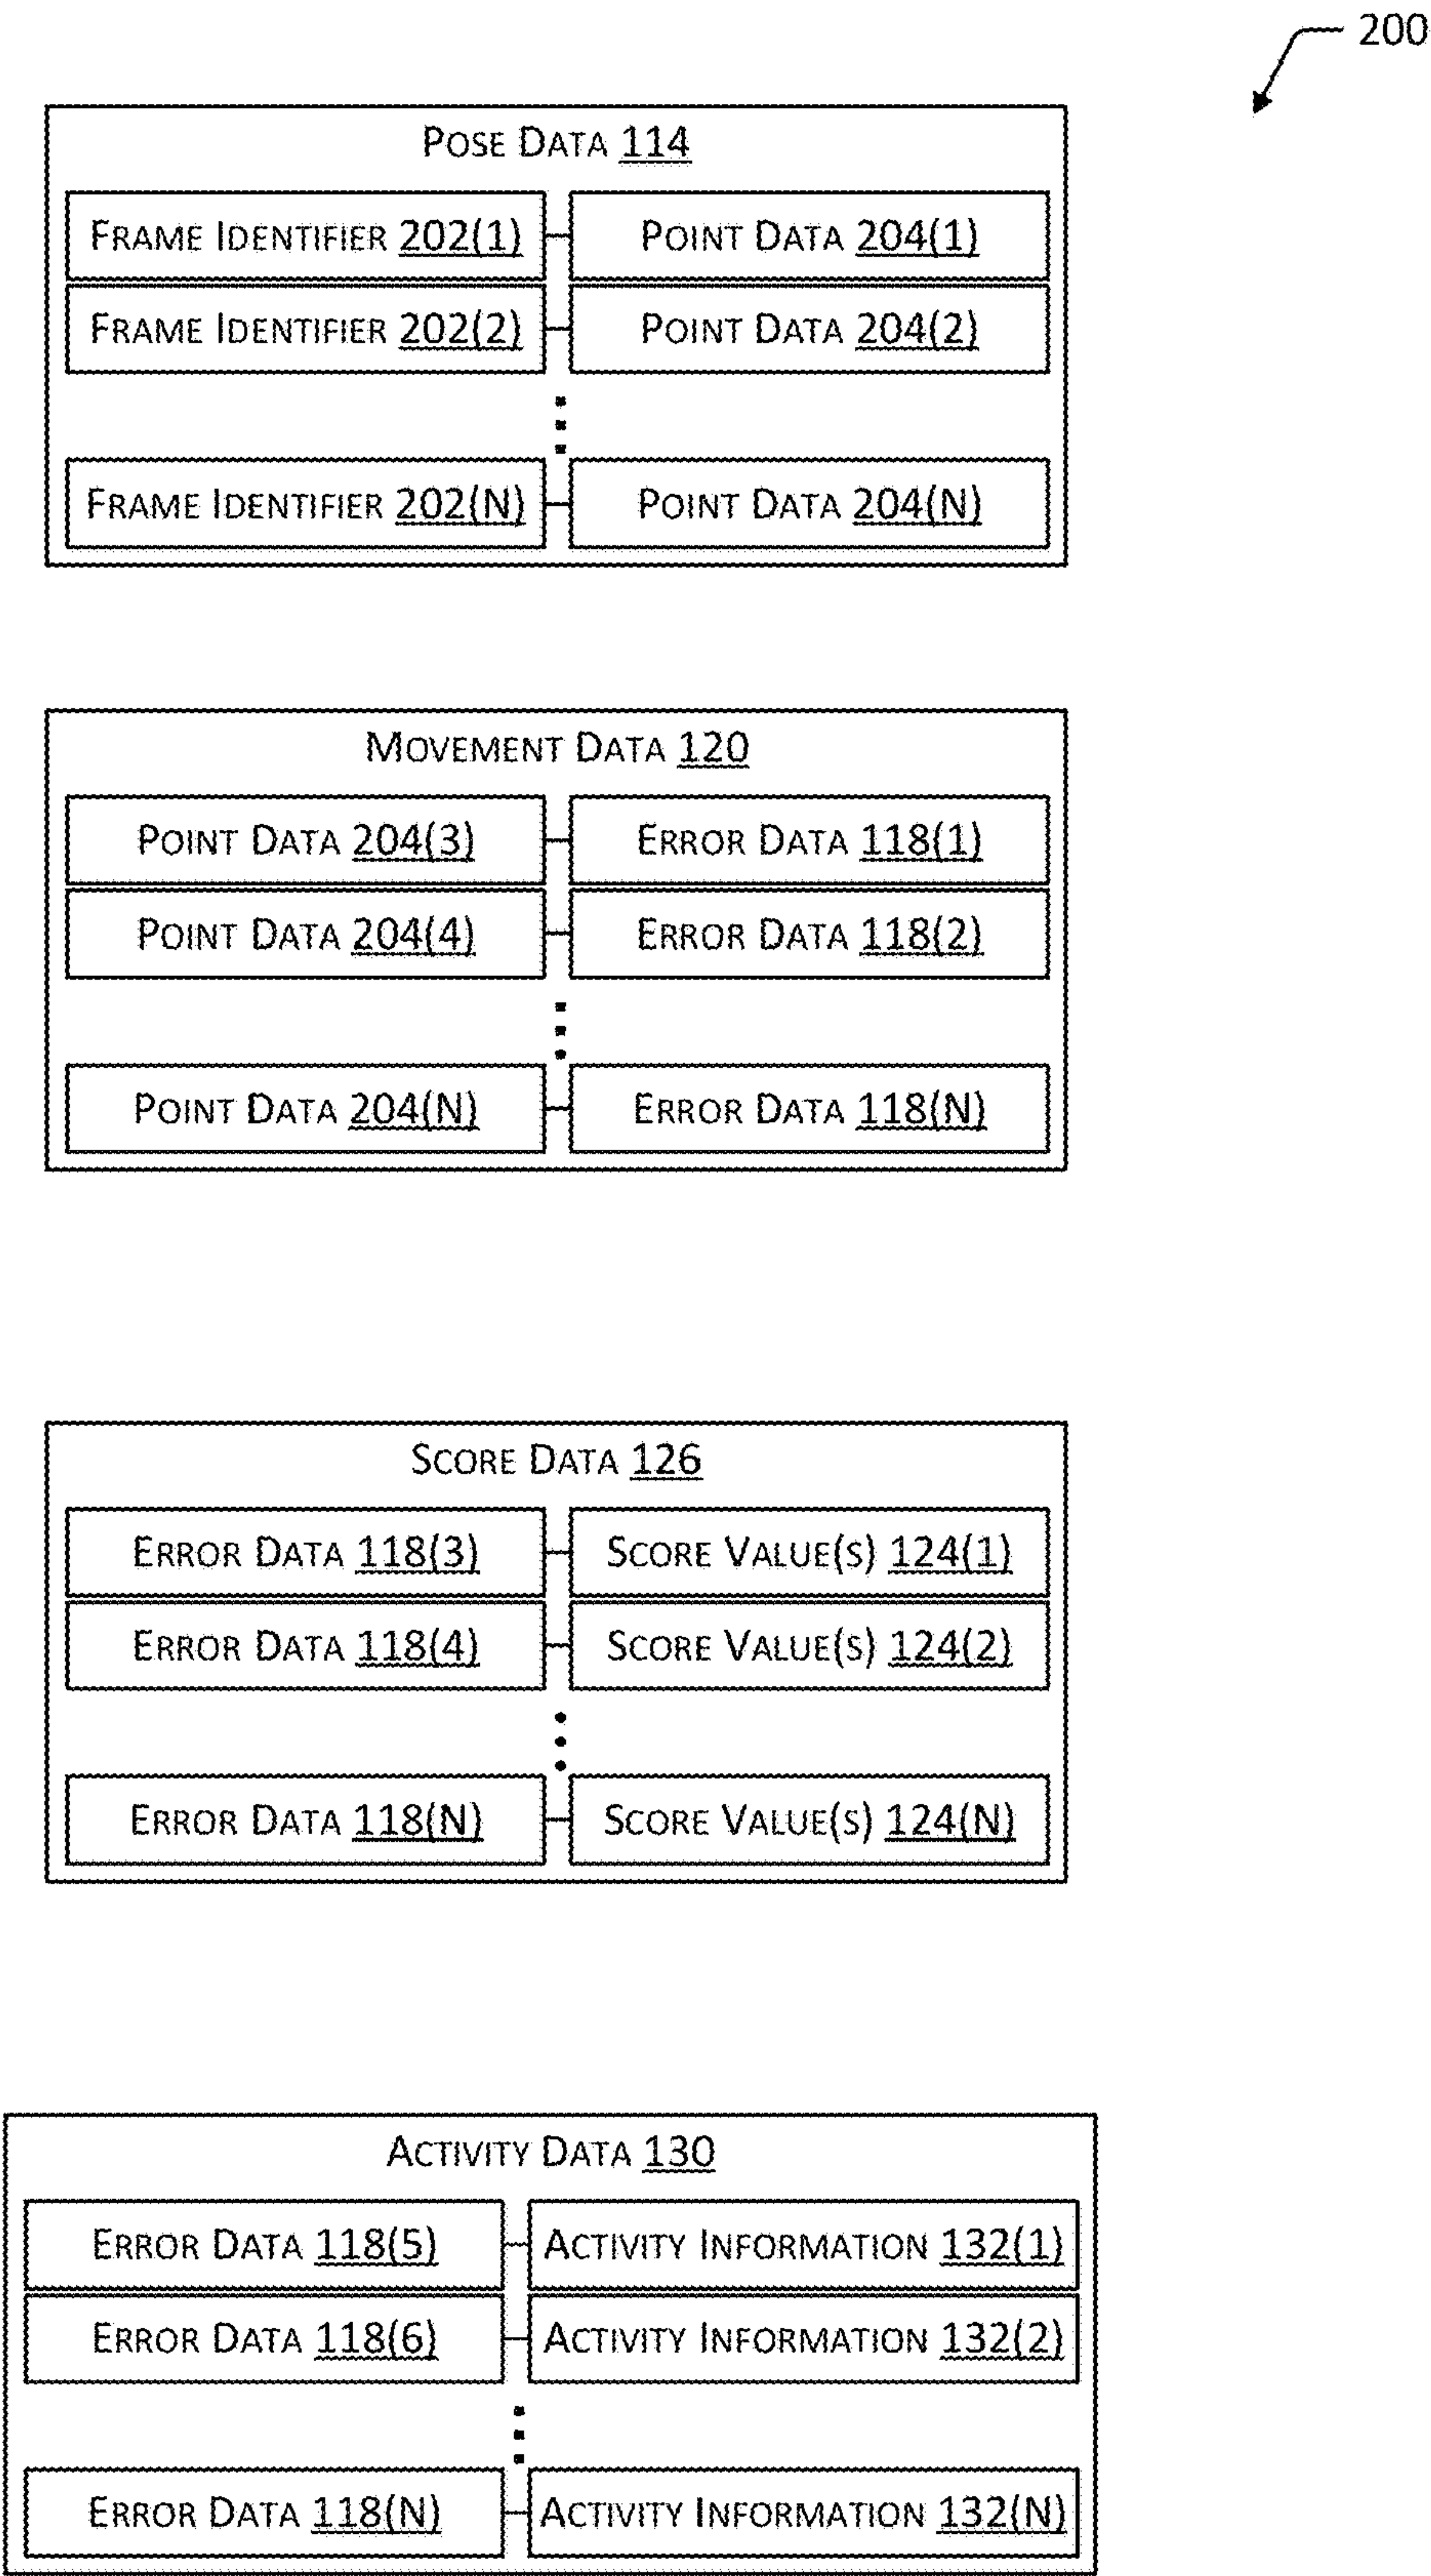 200
Pose Data 114
Frame Identifier 202(1) Point Data 204(1)
Frame Identifier 202(2) Point Data 204(2)
Frame Identifier 202(N) Point Data 204(N)
Movement Data 120
Point Data 204(3) Error Data 118(1)
Point Data 204(4) Error Data 118(2)
Point Data 204(N) Error Data 118(N)
Score Data 126
Error Data 118(3) Score Value(s) 124(1)
Error Data 118(4) Score Value(s) 124(2)
Error Data 118(N) Score Value(s) 124(N)
Activity Data 130
Error Data 118(5) Activity Information 132(1)
Error Data 118(6) Activity Information 132(2)
Error Data 118(N) Activity Information 132(N)